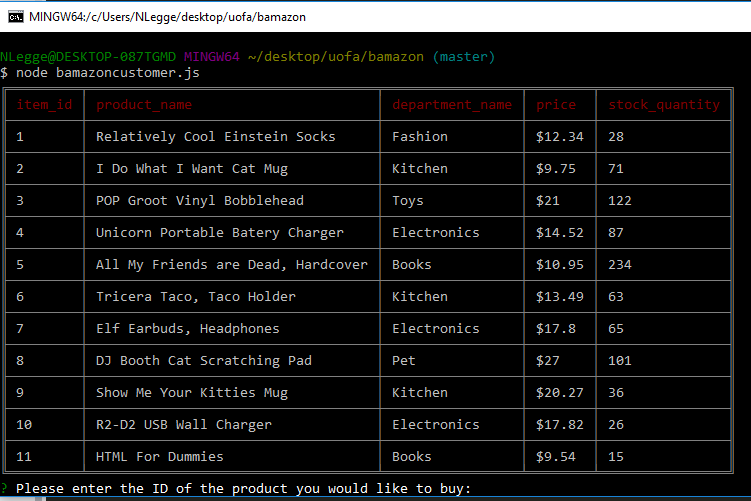 MINGW64:/c/Users/NLegge/desktop/uofa/bamazon
NLegge@DESKTOP-087TGMD MINGW64 ~/desktop/uofa/bamazon (master)
$ node bamazoncustomer.js
item_id product_name department_name price stock_quantity
1 Relatively Cool Einstein Socks Fashion $12.34 28
2 I Do What I Want Cat Mug Kitchen $9.75 71
3 POP Groot Vinyl Bobblehead Toys $21 122
4 Unicorn Portable Batery Charger Electronics $14.52 87
5 All My Friends are Dead, Hardcover Books $10.95 234
6 Tricera Taco, Taco Holder Kitchen $13.49 63
7 Elf Earbuds, Headphones Electronics $17.8 65
8 DJ Booth Cat Scratching Pad Pet $27 101
9 Show Me Your Kitties Mug Kitchen $20.27 36
10 R2-D2 USB Wall Charger Electronics $17.82 26
11 HTML For Dummies Books $9.54 15
? Please enter the ID of the product you would like to buy: